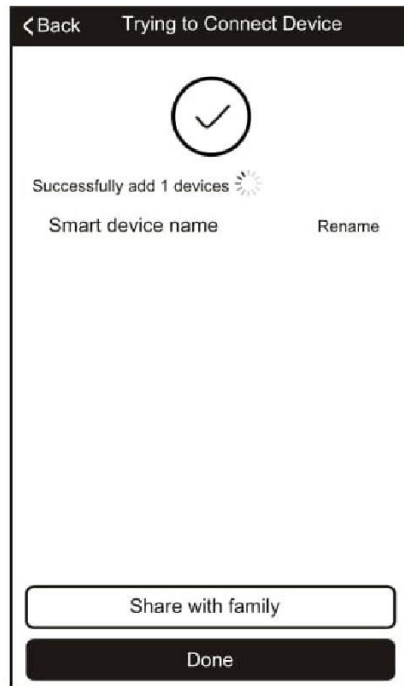 Back Trying to Connect Device
Successfully add 1 devices
Smart device name Rename
Share with family
Done